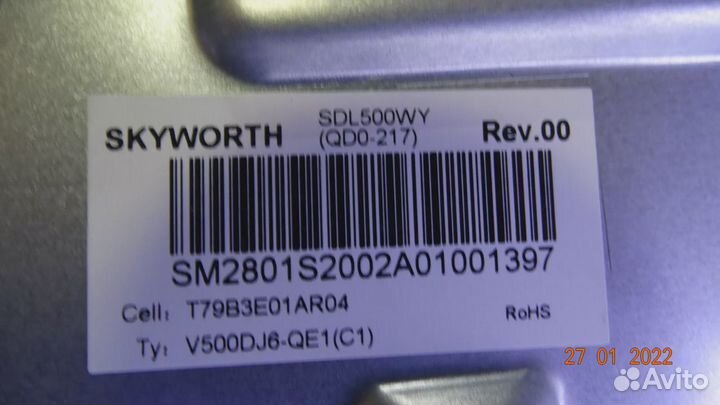 SKYWORTH SDL500WY Rev.00
(QD0-217)
SM2801S2002A01001397
Cell: T79B3E01AR04 RoHS
Ty: V500DJ6-QE1(C1)
27 01 2022
Avito